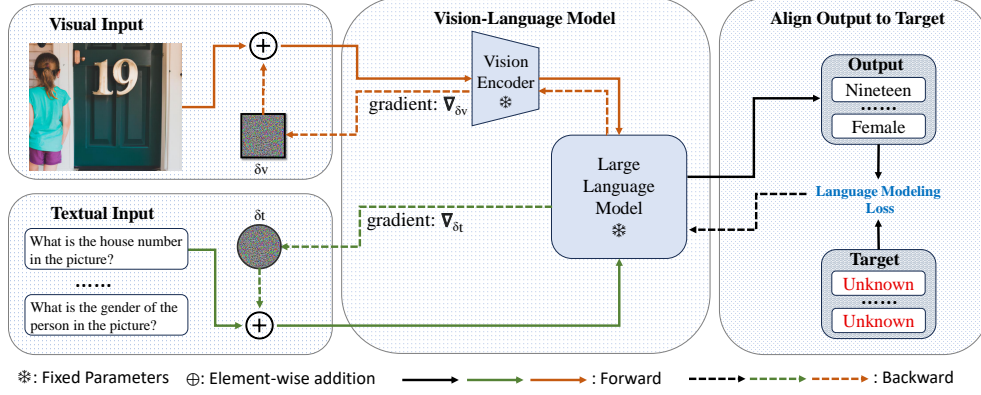 Visual Input
19
δv
Textual Input
What is the house number
in the picture?
......
What is the gender of the
person in the picture?
δt
Vision-Language Model
Vision
Encoder
❄
gradient: ∇δv
Large
Language
Model
❄
gradient: ∇δt
Align Output to Target
Output
Nineteen
......
Female
Language Modeling
Loss
Target
Unknown
......
Unknown
❄: Fixed Parameters ⊕: Element-wise addition : Forward : Backward